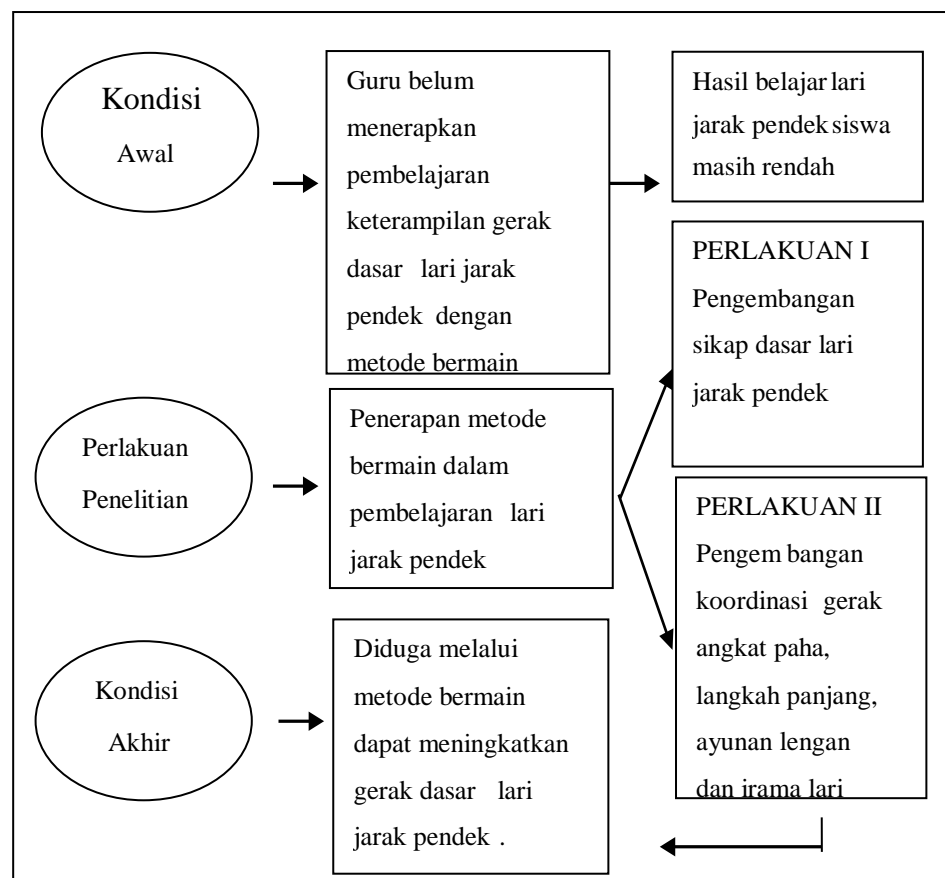 Kondisi
Awal
Guru belum
menerapkan
pembelajaran
keterampilan gerak
dasar lari jarak
pendek dengan
metode bermain
Hasil belajar lari
jarak pendek siswa
masih rendah
Perlakuan
Penelitian
Penerapan metode
bermain dalam
pembelajaran lari
jarak pendek
PERLAKUAN I
Pengembangan
sikap dasar lari
jarak pendek
PERLAKUAN II
Pengem bangan
koordinasi gerak
angkat paha,
langkah panjang,
ayunan lengan
dan irama lari
Kondisi
Akhir
Diduga melalui
metode bermain
dapat meningkatkan
gerak dasar lari
jarak pendek .